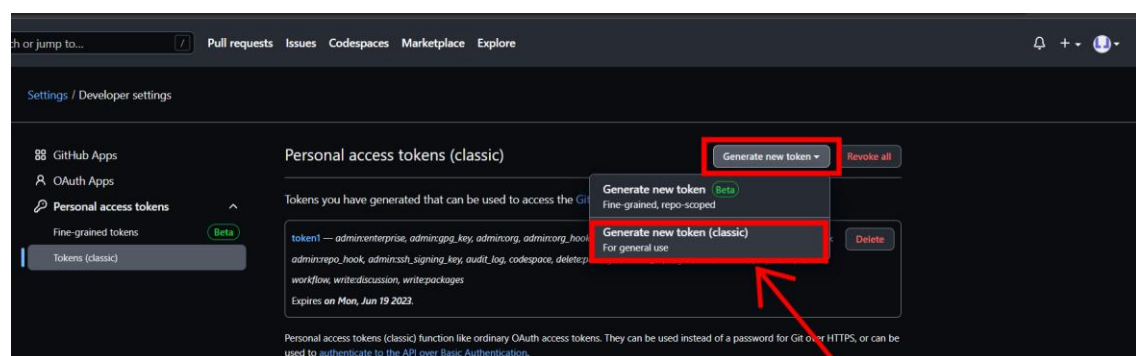 h or jump to... / Pull requests Issues Codespaces Marketplace Explore
Settings / Developer settings
GitHub Apps
OAuth Apps
Personal access tokens
Fine-grained tokens Beta
Tokens (classic)
Personal access tokens (classic) Generate new token Revoke all
Tokens you have generated that can be used to access the
Generate new token Beta
Fine-grained, repo-scoped
Generate new token (classic)
For general use
token1 — admin:enterprise, admin:gpg_key, admin:org, admin:org_hook
Delete
admin:repo_hook, admin:ssh_signing_key, audit_log, codespace,
workflow, write:discussion, write:packages
Expires on Mon, Jun 19 2023.
Personal access tokens (classic) function like ordinary OAuth access tokens. They can be used instead of a password for Git over HTTPS, or can be
used to authenticate to the API over Basic Authentication.